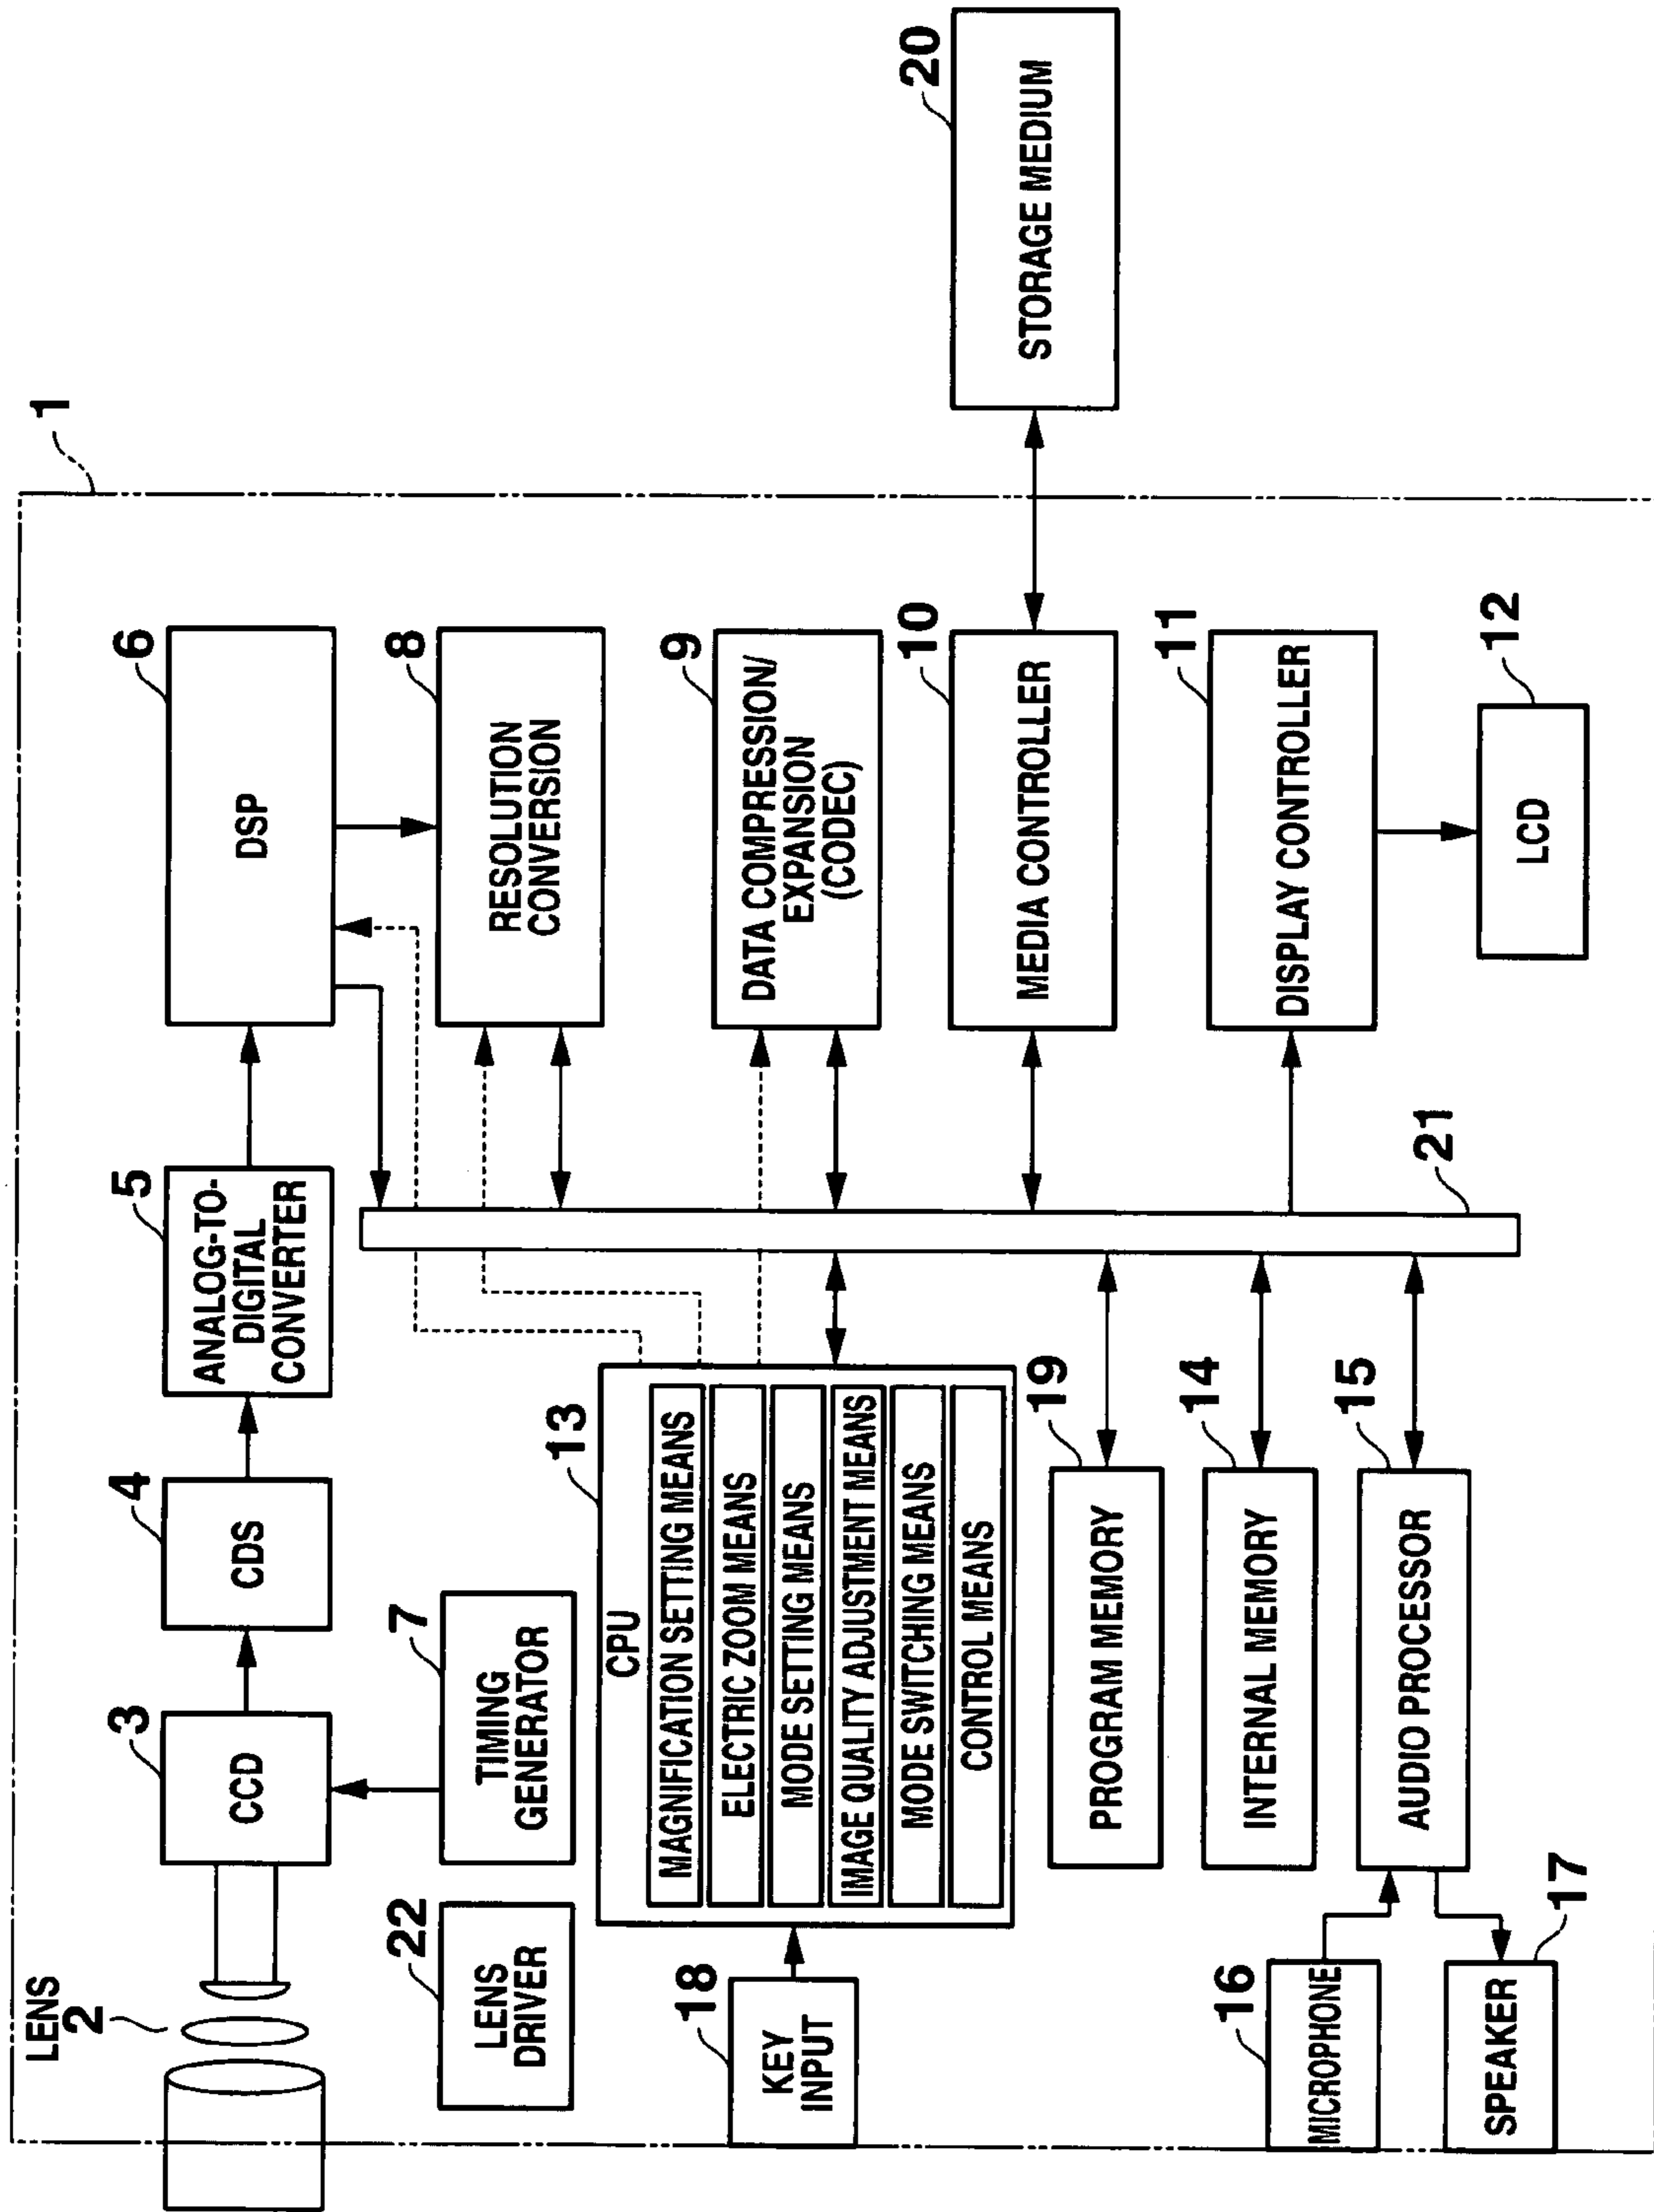 1
LENS
2
3
CCD
4
CDS
5
ANALOG-TO-
DIGITAL
CONVERTER
6
DSP
22
LENS
DRIVER
7
TIMING
GENERATOR
8
RESOLUTION
CONVERSION
13
CPU
MAGNIFICATION SETTING MEANS
ELECTRIC ZOOM MEANS
MODE SETTING MEANS
IMAGE QUALITY ADJUSTMENT MEANS
MODE SWITCHING MEANS
CONTROL MEANS
18
KEY
INPUT
9
DATA COMPRESSION/
EXPANSION
(CODEC)
20
STORAGE MEDIUM
10
MEDIA CONTROLLER
19
PROGRAM MEMORY
14
INTERNAL MEMORY
11
DISPLAY CONTROLLER
15
AUDIO PROCESSOR
21
16
MICROPHONE
17
SPEAKER
12
LCD